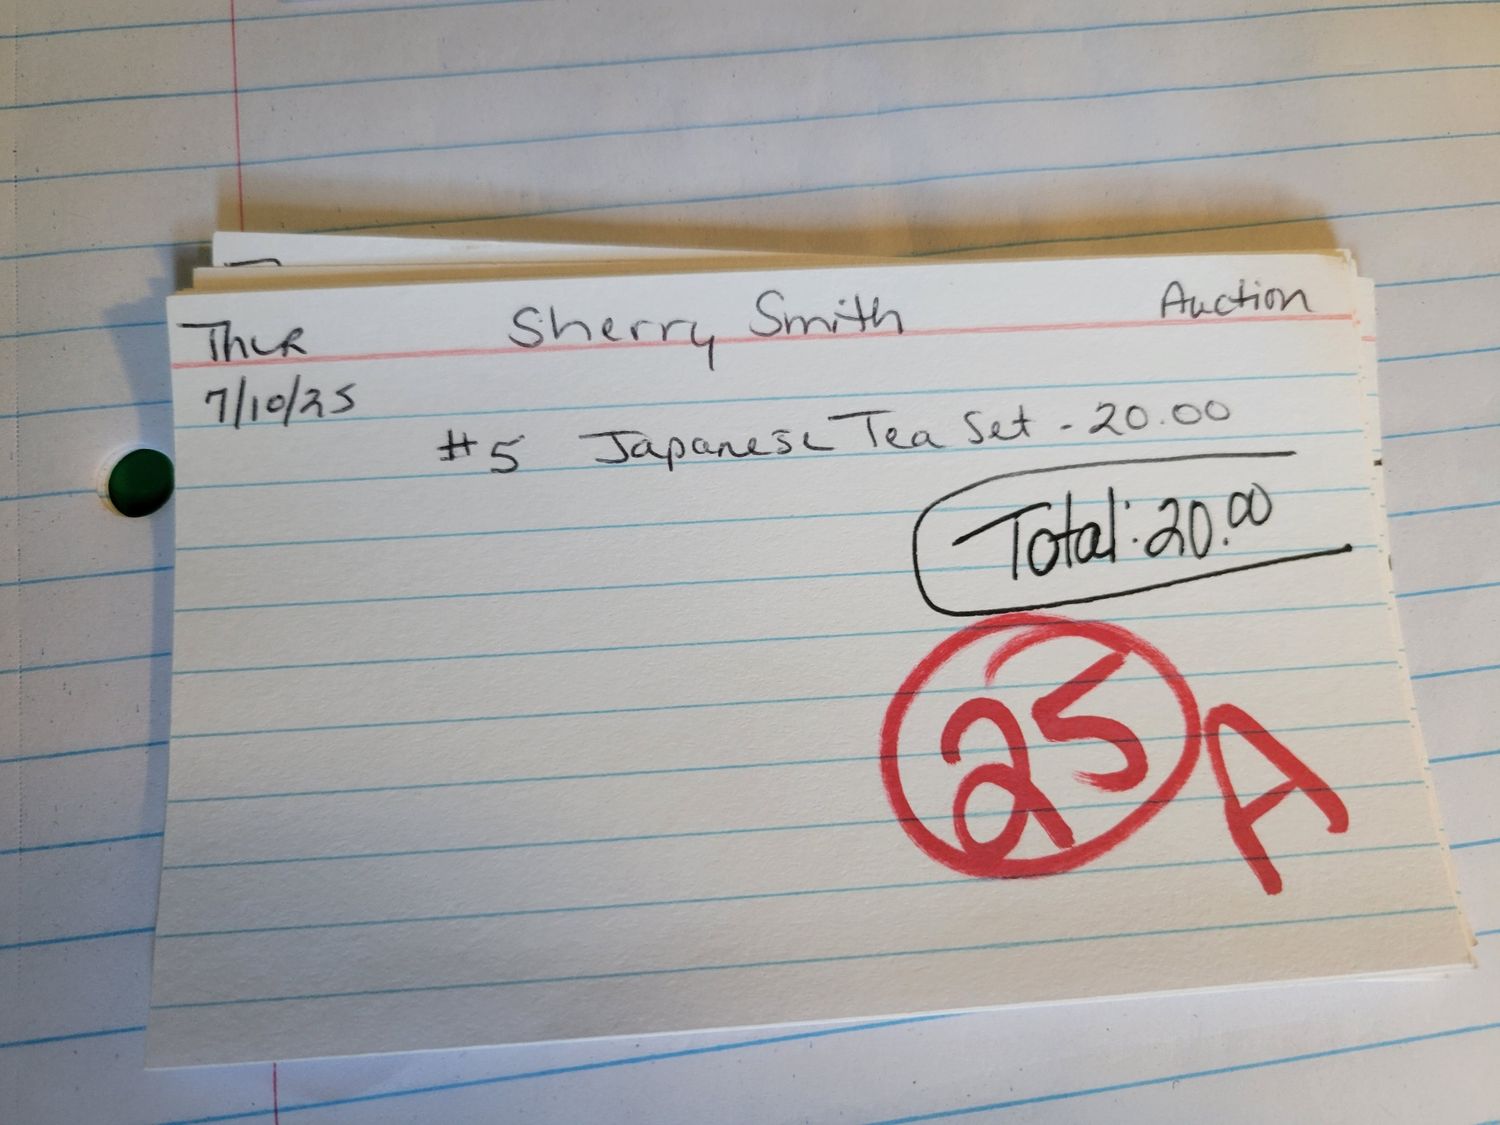 Thur Sherry Smith Auction
7/10/25
#5 Japanese Tea Set - 20.00
Total: 20.00
25 A